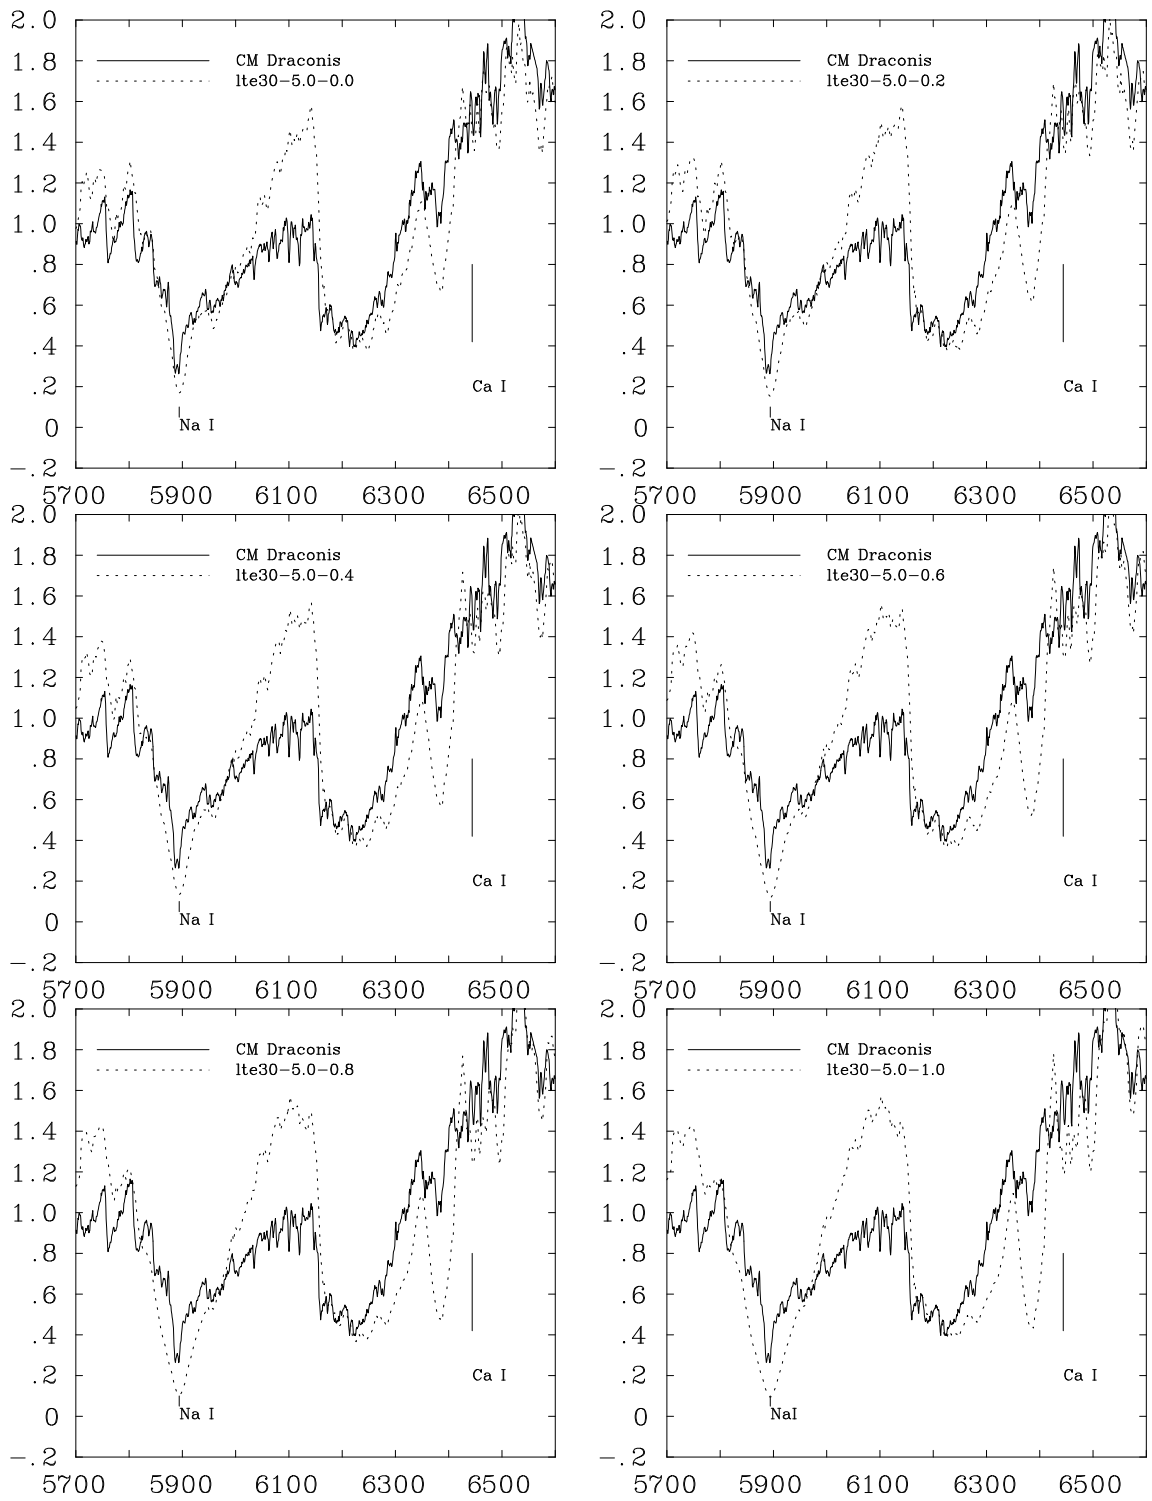 2.0
1.8
1.6
1.4
1.2
1.0
.8
.6
.4
.2
0
-.2
5700 5900 6100 6300 6500
CM Draconis
lte30-5.0-0.0
Ca I
Na I
2.0
1.8
1.6
1.4
1.2
1.0
.8
.6
.4
.2
0
-.2
5700 5900 6100 6300 6500
CM Draconis
lte30-5.0-0.2
Ca I
Na I
2.0
1.8
1.6
1.4
1.2
1.0
.8
.6
.4
.2
0
-.2
5700 5900 6100 6300 6500
CM Draconis
lte30-5.0-0.4
Ca I
Na I
2.0
1.8
1.6
1.4
1.2
1.0
.8
.6
.4
.2
0
-.2
5700 5900 6100 6300 6500
CM Draconis
lte30-5.0-0.6
Ca I
Na I
2.0
1.8
1.6
1.4
1.2
1.0
.8
.6
.4
.2
0
-.2
5700 5900 6100 6300 6500
CM Draconis
lte30-5.0-0.8
Ca I
Na I
2.0
1.8
1.6
1.4
1.2
1.0
.8
.6
.4
.2
0
-.2
5700 5900 6100 6300 6500
CM Draconis
lte30-5.0-1.0
Ca I
NaI